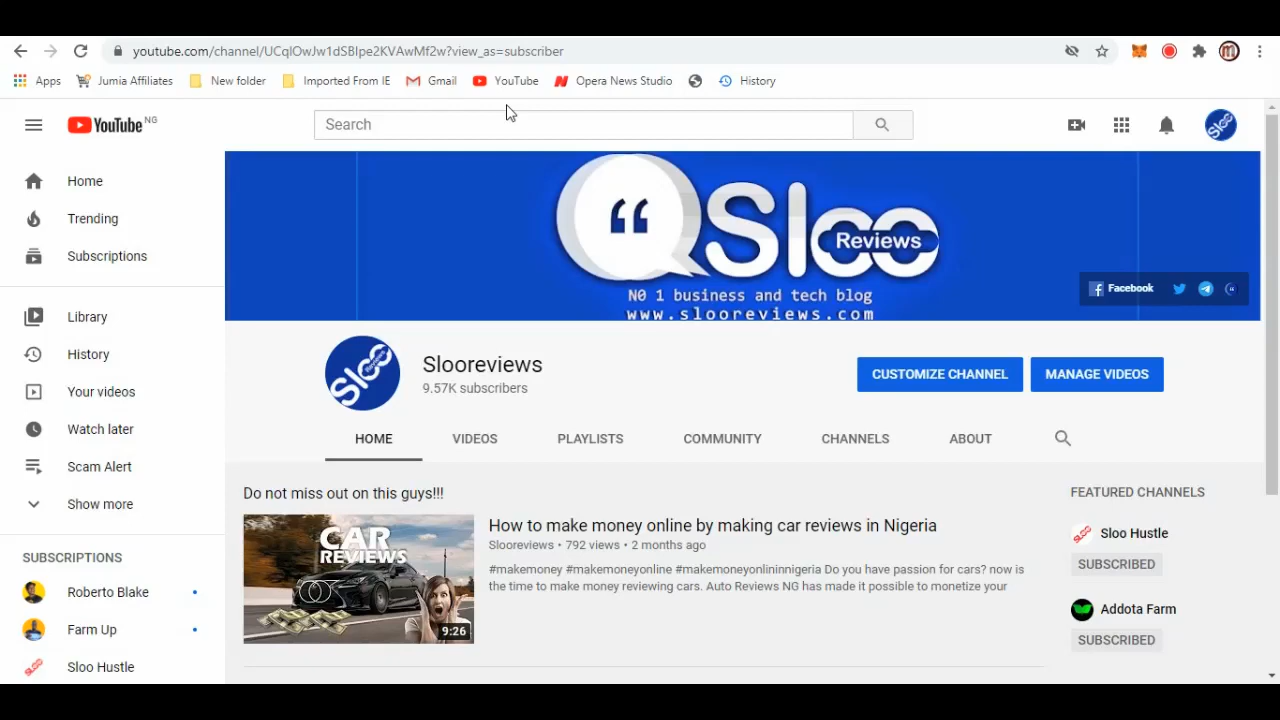 youtube.com/channel/UCqIOwJw1dSBIpe2KVAwMf2w?view_as=subscriber
Apps Jumia Affiliates New folder Imported From IE Gmail YouTube Opera News Studio History
YouTube NG Search Sloo
Home
Trending
Subscriptions
Library
History
Your videos
Watch later
Scam Alert
Show more
SUBSCRIPTIONS
Roberto Blake
Farm Up
Sloo Hustle
Sloo
Reviews
N0 1 business and tech blog
www.slooreviews.com
Facebook
Sloo Reviews
Slooreviews
9.57K subscribers
CUSTOMIZE CHANNEL MANAGE VIDEOS
HOME VIDEOS PLAYLISTS COMMUNITY CHANNELS ABOUT
Do not miss out on this guys!!!
CAR
REVIEWS
9:26
How to make money online by making car reviews in Nigeria
Slooreviews • 792 views • 2 months ago
#makemoney #makemoneyonline #makemoneyonlininnigeria Do you have passion for cars? now is
the time to make money reviewing cars. Auto Reviews NG has made it possible to monetize your
FEATURED CHANNELS
Sloo Hustle
SUBSCRIBED
Addota Farm
SUBSCRIBED